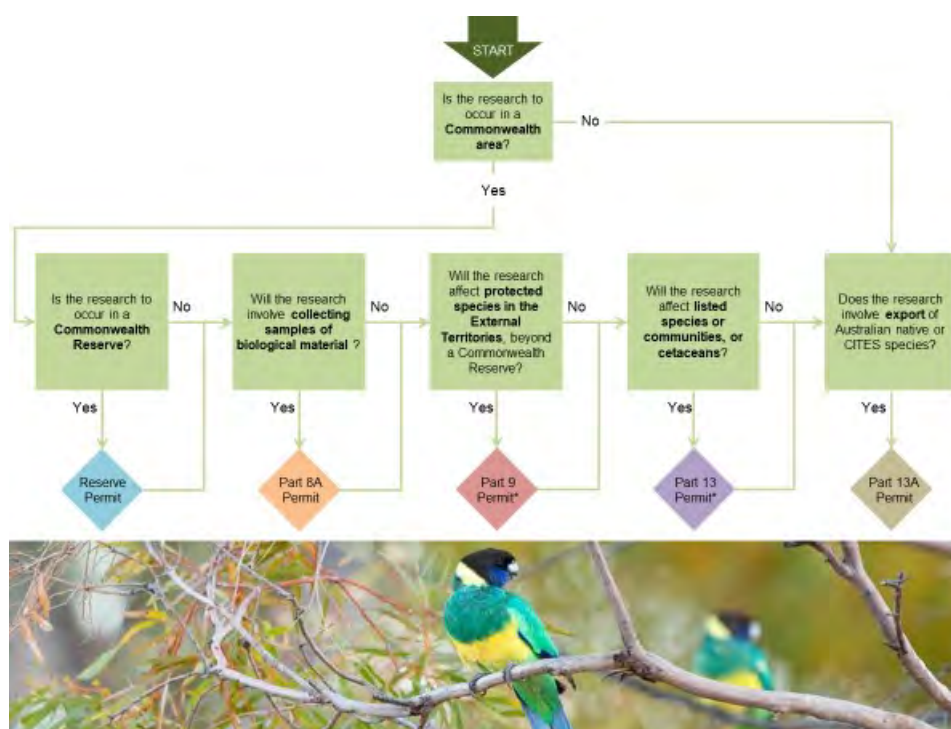 START
Is the research to
occur in a
Commonwealth
area?
No
Yes
Is the research to
occur in a
Commonwealth
Reserve?
No
Will the research
involve collecting
samples of
biological material ?
No
Will the research
affect protected
species in the
External
Territories, beyond
a Commonwealth
Reserve?
No
Will the research
affect listed
species or
communities, or
cetaceans?
No
Does the research
involve export of
Australian native or
CITES species?
Yes
Yes
Yes
Yes
Yes
Reserve
Permit
Part 8A
Permit
Part 9
Permit*
Part 13
Permit*
Part 13A
Permit